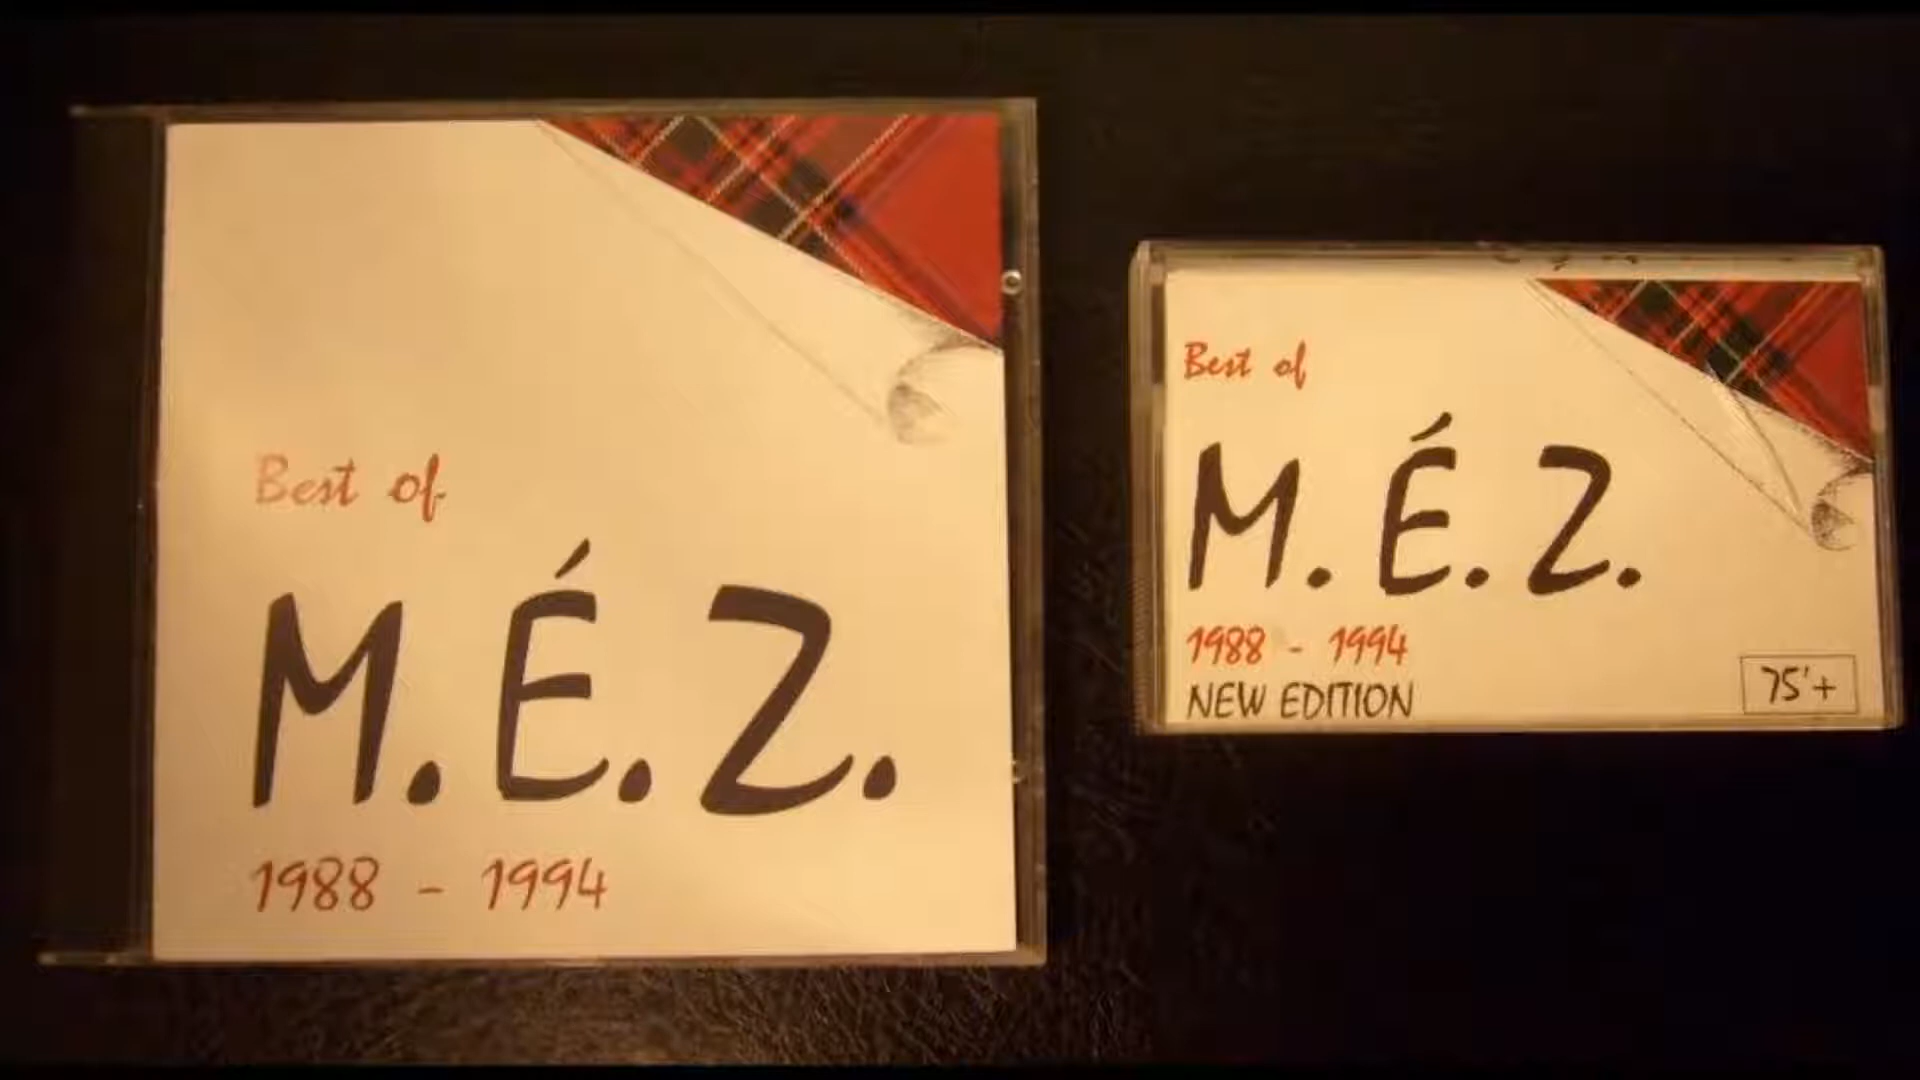 Best of
M.É.Z.
1988 - 1994
Best of
M.É.Z.
1988 - 1994
NEW EDITION
75'+